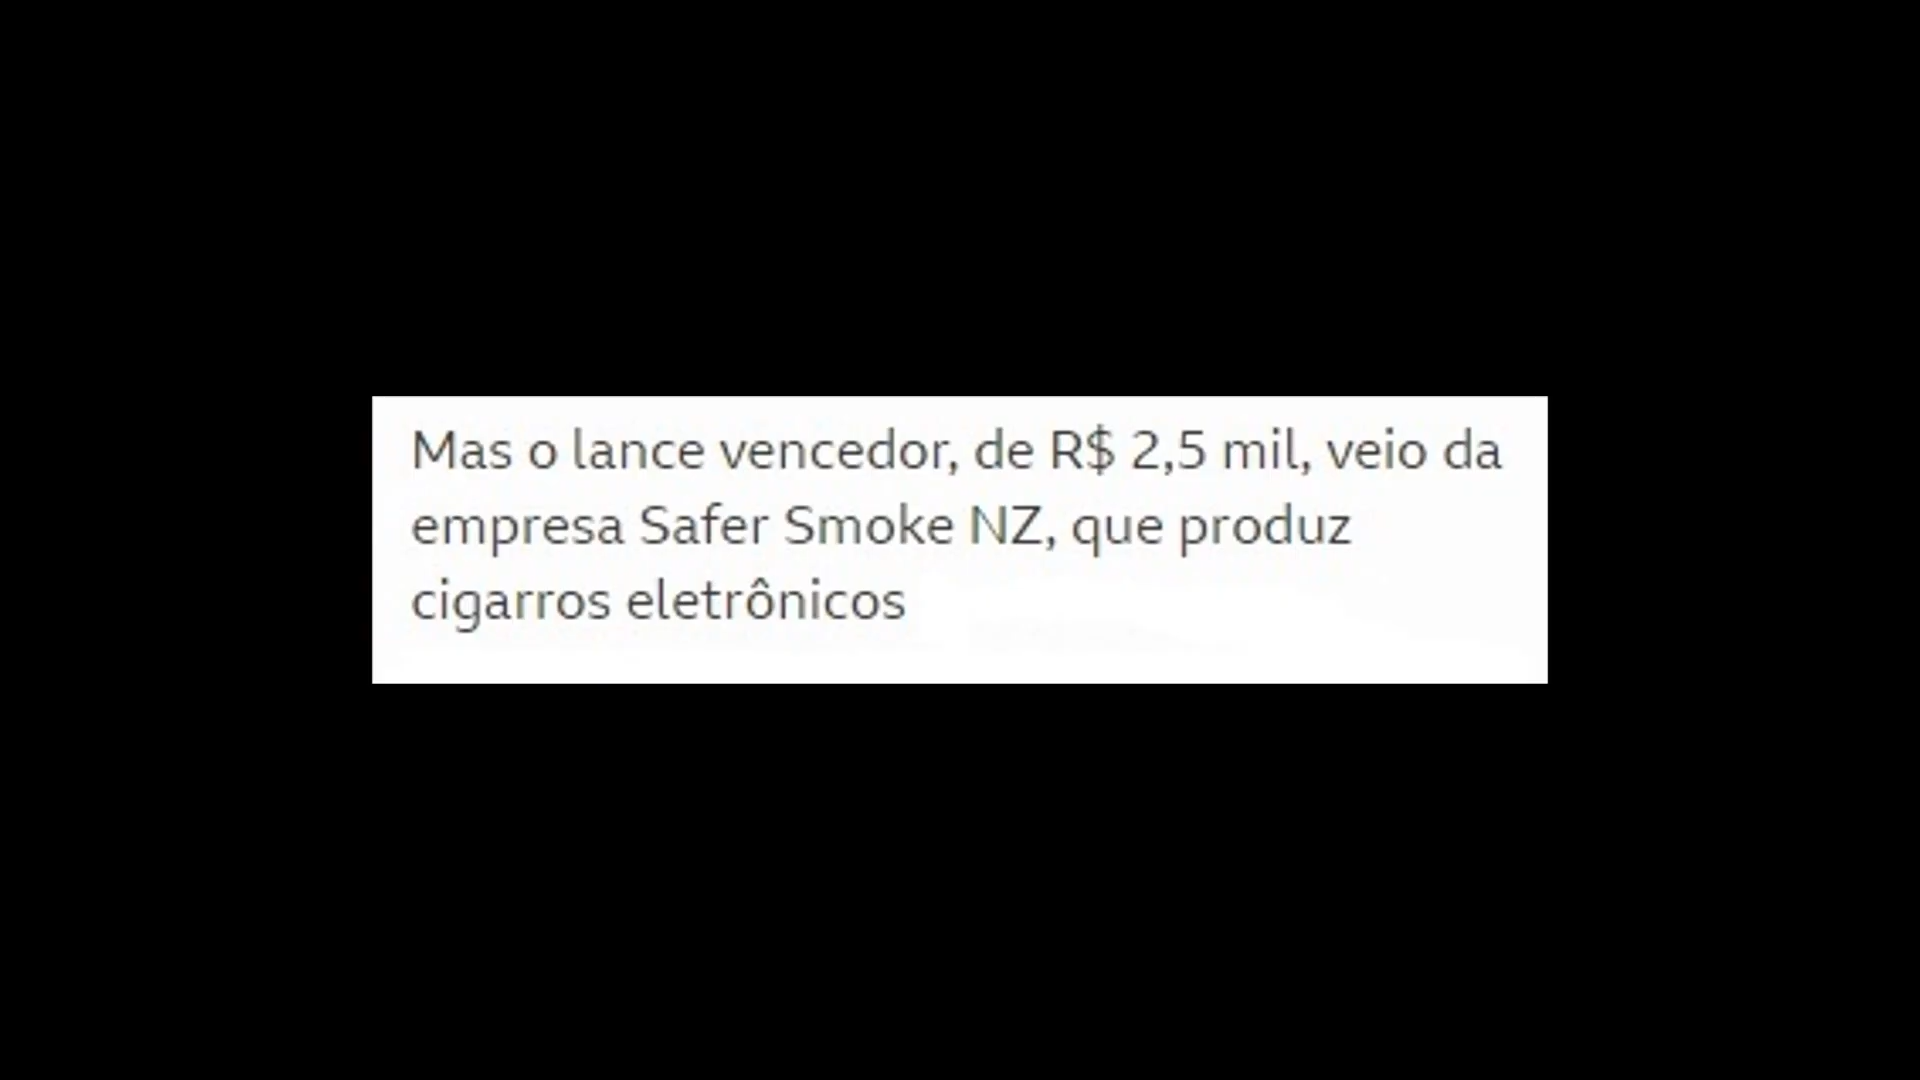 Mas o lance vencedor, de R$ 2,5 mil, veio da
empresa Safer Smoke NZ, que produz
cigarros eletrônicos